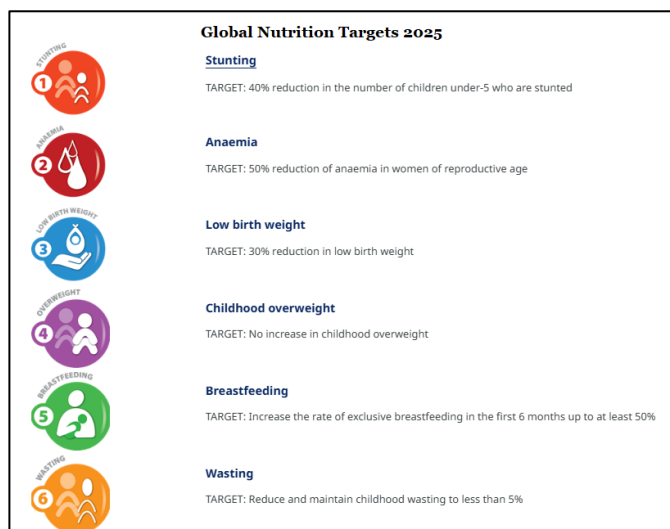 Global Nutrition Targets 2025
STUNTING
1
Stunting
TARGET: 40% reduction in the number of children under-5 who are stunted
ANAEMIA
2
Anaemia
TARGET: 50% reduction of anaemia in women of reproductive age
LOW BIRTH WEIGHT
3
Low birth weight
TARGET: 30% reduction in low birth weight
OVERWEIGHT
4
Childhood overweight
TARGET: No increase in childhood overweight
BREASTFEEDING
5
Breastfeeding
TARGET: Increase the rate of exclusive breastfeeding in the first 6 months up to at least 50%
WASTING
6
Wasting
TARGET: Reduce and maintain childhood wasting to less than 5%